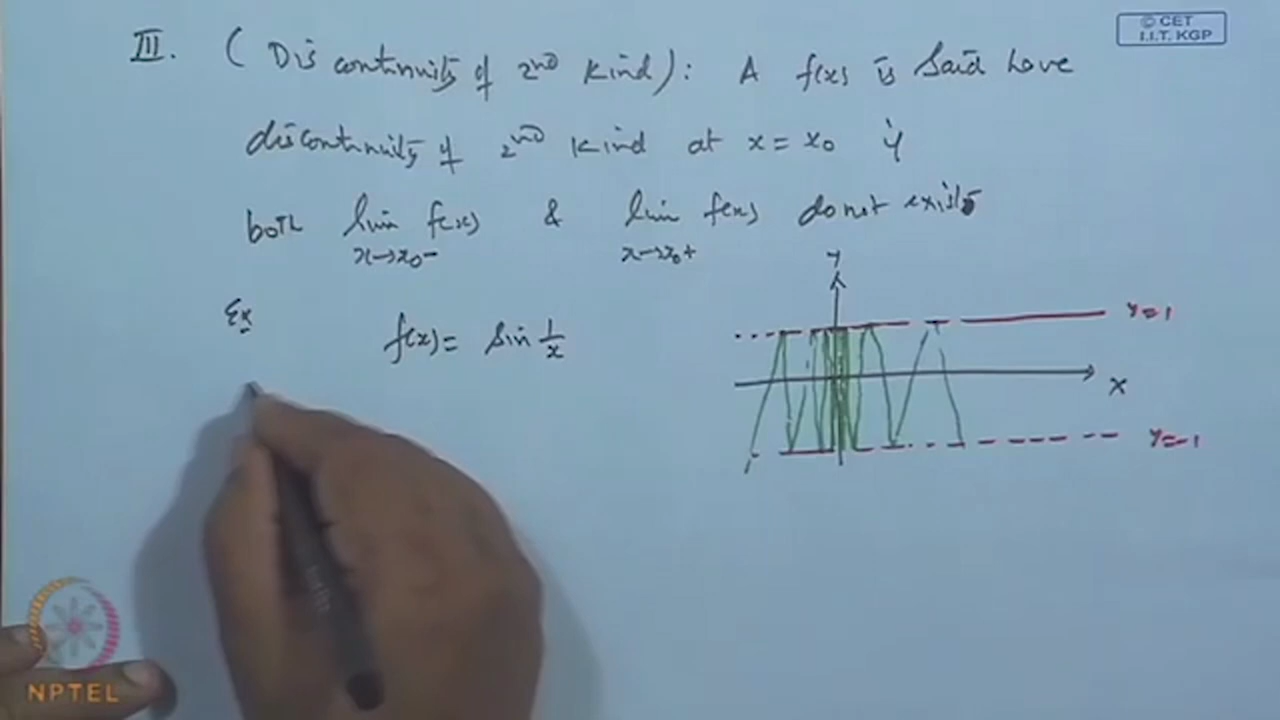 © CET
I.I.T. KGP
III. (Discontinuity of 2nd kind): A f(x) is said have
discontinuity of 2nd kind at x = x₀ if
both lim f(x) & lim f(x) do not exists
x→x₀- x→x₀+
Ex f(x) = sin 1/x
Y
y=1
X
y=-1
NPTEL